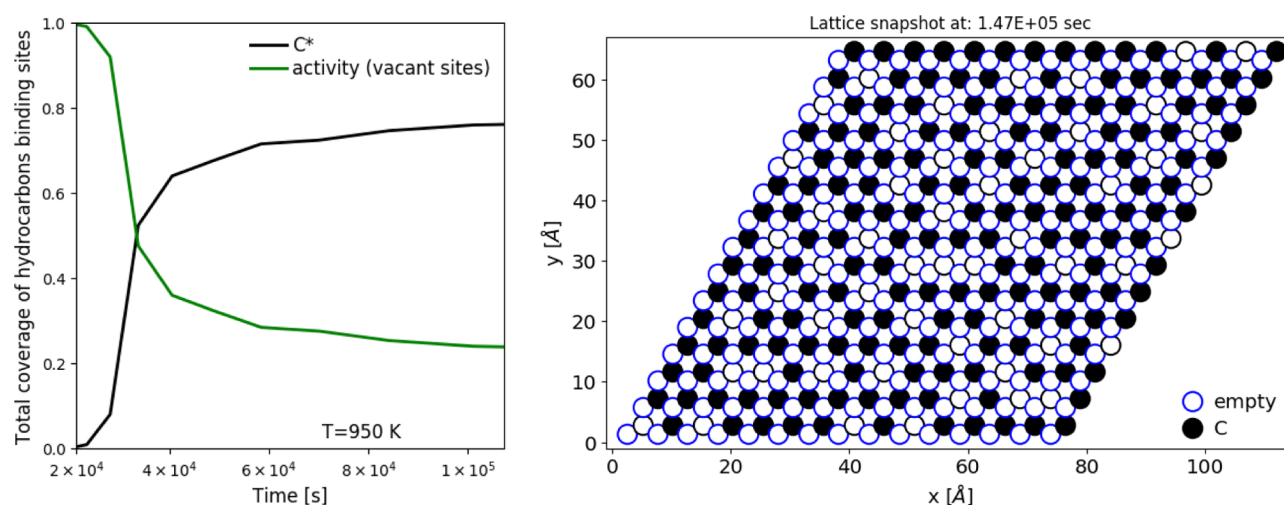 Total coverage of hydrocarbons binding sites
1.0
0.8
0.6
0.4
0.2
0.0
C*
activity (vacant sites)
T=950 K
2×10⁴
4×10⁴
6×10⁴
8×10⁴
1×10⁵
Time [s]
Lattice snapshot at: 1.47E+05 sec
y [Å]
60
50
40
30
20
10
0
empty
C
0
20
40
60
80
100
x [Å]